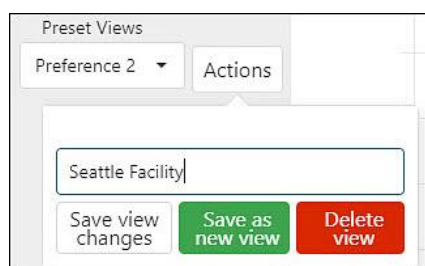 Preset Views
Preference 2 Actions
Seattle Facility
Save view changes
Save as new view
Delete view